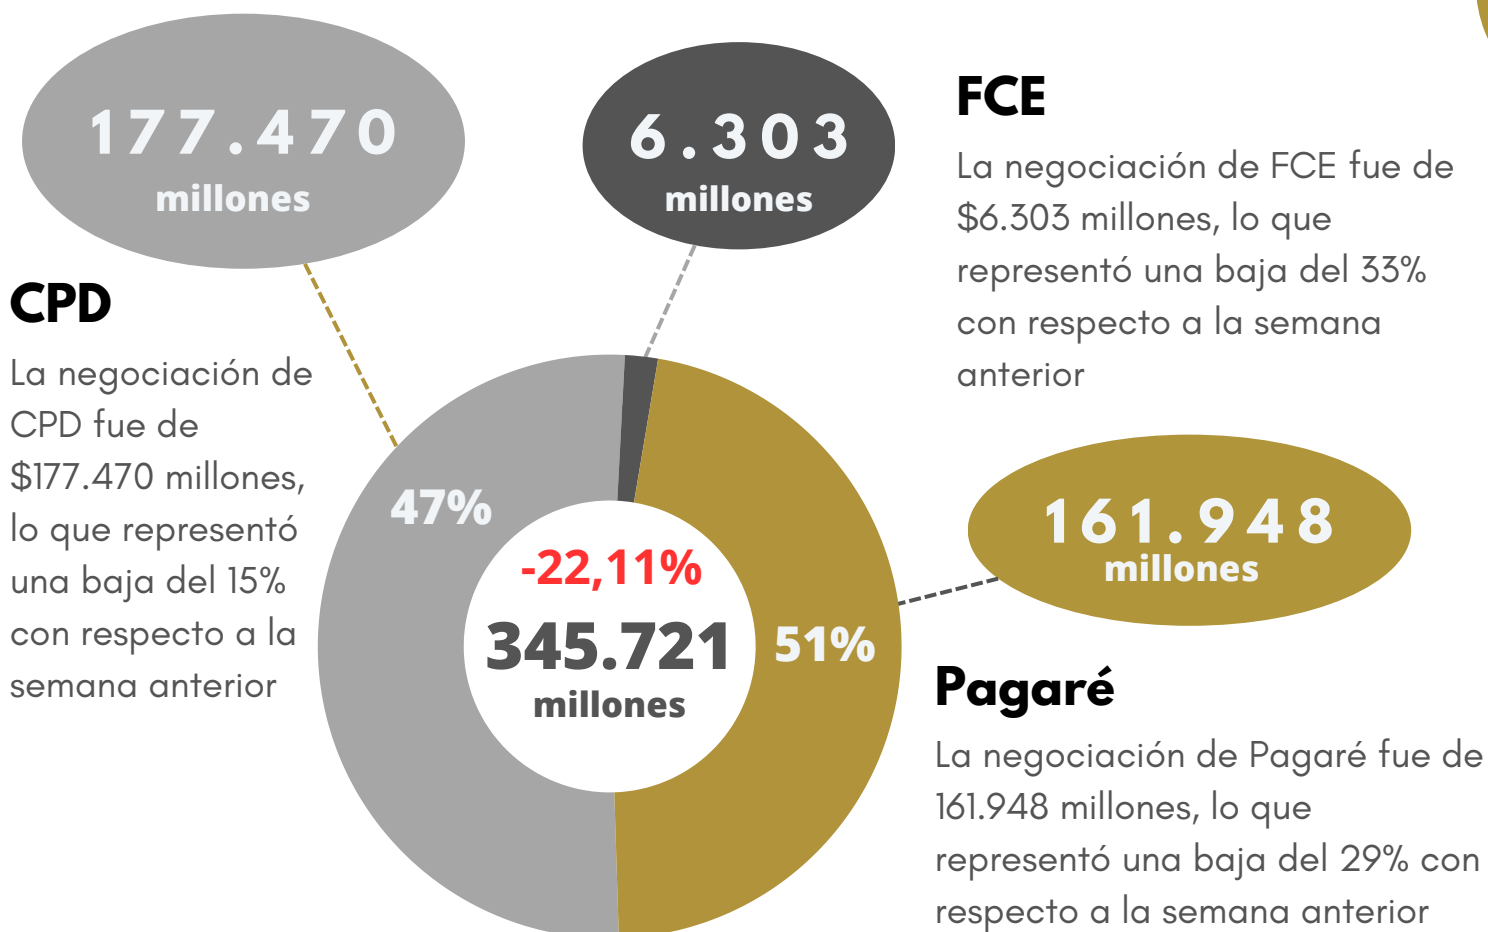 177.470
millones
6.303
millones
FCE
La negociación de FCE fue de
$6.303 millones, lo que
representó una baja del 33%
con respecto a la semana
anterior
CPD
La negociación de
CPD fue de
$177.470 millones,
lo que representó
una baja del 15%
con respecto a la
semana anterior
47%
-22,11%
345.721
millones
51%
161.948
millones
Pagaré
La negociación de Pagaré fue de
161.948 millones, lo que
representó una baja del 29% con
respecto a la semana anterior